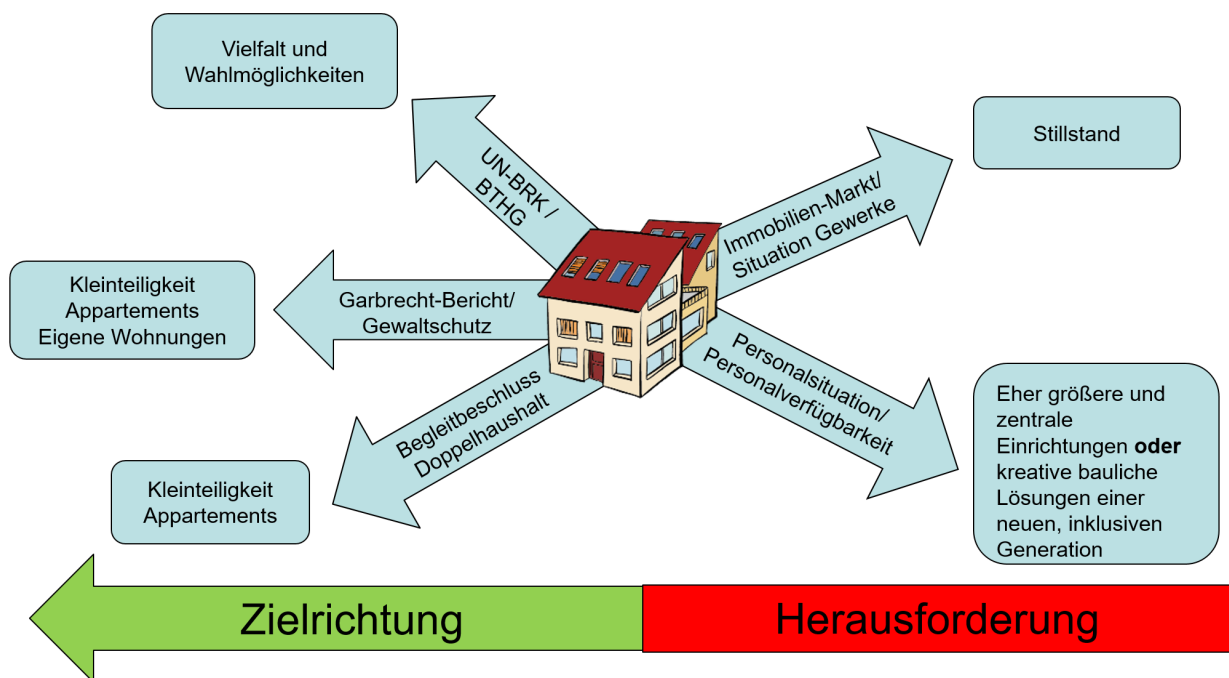 Vielfalt und
Wahlmöglichkeiten
UN-BRK /
BTHG
Immobilien-Markt/
Situation Gewerke
Stillstand
Kleinteiligkeit
Appartements
Eigene Wohnungen
Garbrecht-Bericht/
Gewaltschutz
Begleitbeschluss
Doppelhaushalt
Kleinteiligkeit
Appartements
Personalsituation/
Personalverfügbarkeit
Eher größere und
zentrale
Einrichtungen oder
kreative bauliche
Lösungen einer
neuen, inklusiven
Generation
Zielrichtung
Herausforderung